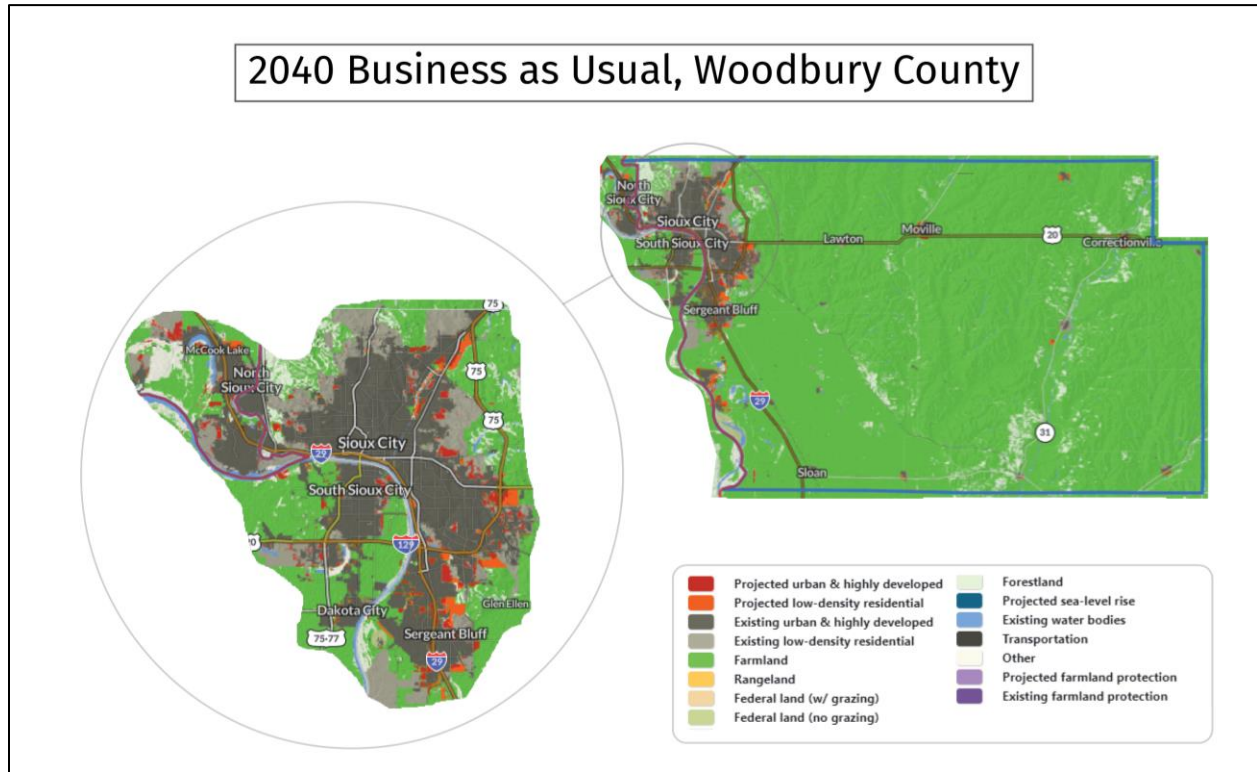 2040 Business as Usual, Woodbury County
North
Sioux City
Sioux City
South Sioux City
Lawton
Moville
20
Correctionville
Sergeant Bluff
29
31
Sloan
75
McCook Lake
North
Sioux City
75
75
Sioux City
29
South Sioux City
129
Glen Ellen
Dakota City
75-77
Sergeant Bluff
29
Projected urban & highly developed
Projected low-density residential
Existing urban & highly developed
Existing low-density residential
Farmland
Rangeland
Federal land (w/ grazing)
Federal land (no grazing)
Forestland
Projected sea-level rise
Existing water bodies
Transportation
Other
Projected farmland protection
Existing farmland protection